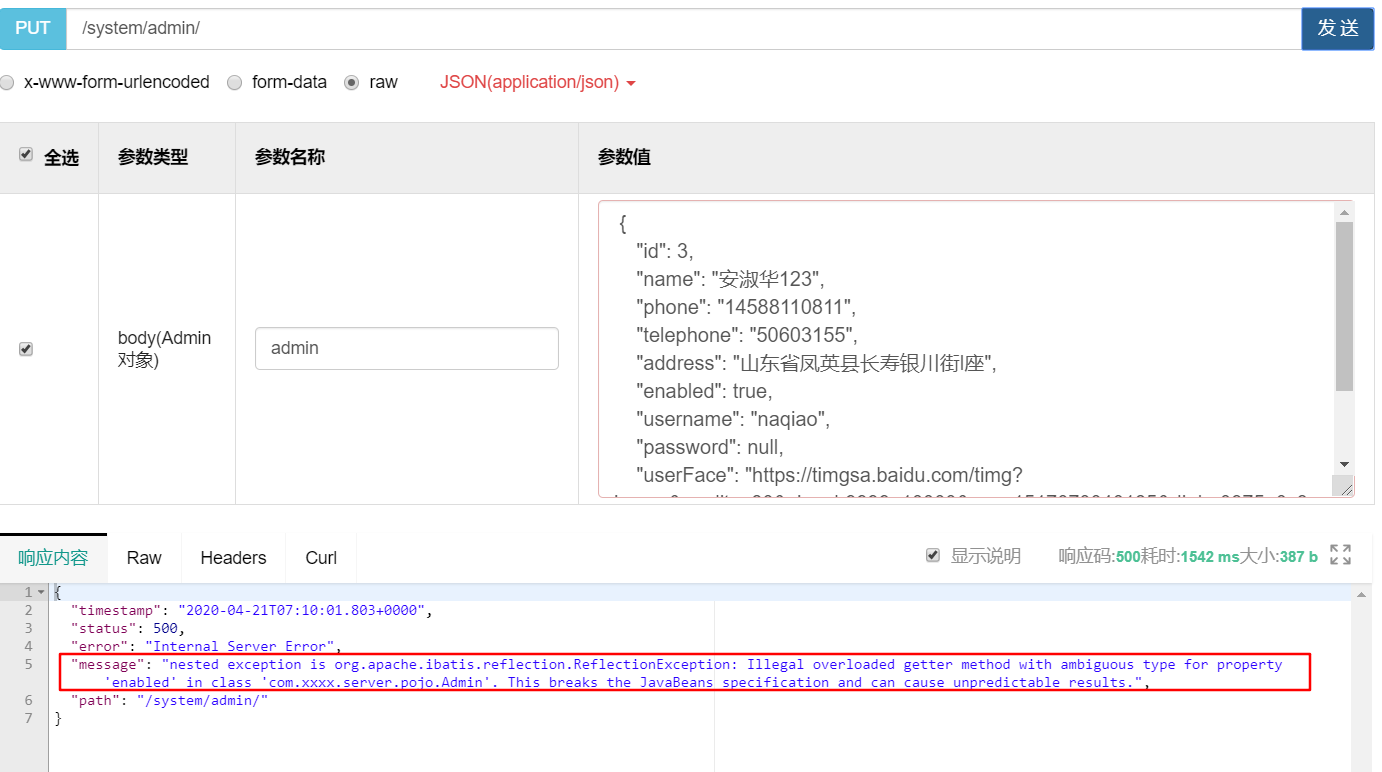 PUT /system/admin/ 发 送
x-www-form-urlencoded form-data raw JSON(application/json)
全选 参数类型 参数名称 参数值
{
"id": 3,
"name": "安淑华123",
"phone": "14588110811",
"telephone": "50603155",
"address": "山东省凤英县长寿银川街l座",
"enabled": true,
"username": "naqiao",
"password": null,
"userFace": "https://timgsa.baidu.com/timg?
body(Admin
对象)
admin
响应内容 Raw Headers Curl 显示说明 响应码:500耗时:1542 ms大小:387 b
1 {
2 "timestamp": "2020-04-21T07:10:01.803+0000",
3 "status": 500,
4 "error": "Internal Server Error",
5 "message": "nested exception is org.apache.ibatis.reflection.ReflectionException: Illegal overloaded getter method with ambiguous type for property
'enabled' in class 'com.xxxx.server.pojo.Admin'. This breaks the JavaBeans specification and can cause unpredictable results.",
6 "path": "/system/admin/"
7 }